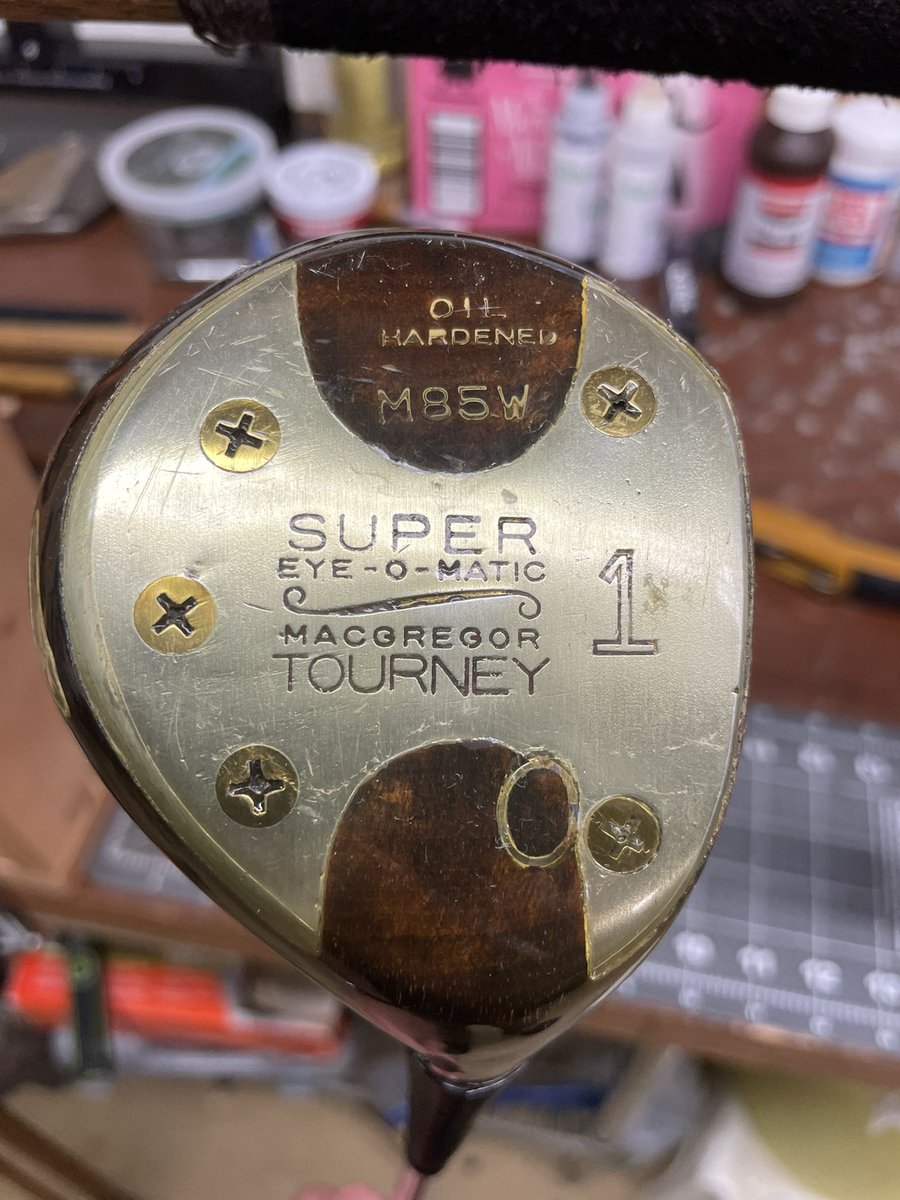 OIL
HARDENED
M85W
SUPER
EYE-O-MATIC
MACGREGOR
TOURNEY
1